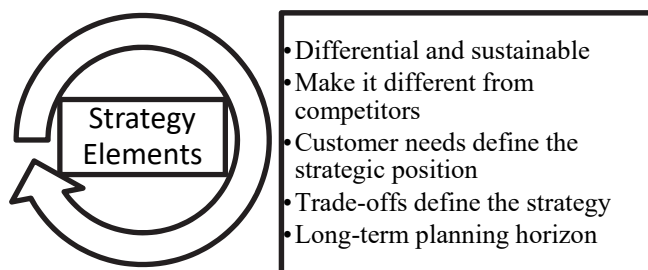 Strategy
Elements
•Differential and sustainable
•Make it different from
competitors
•Customer needs define the
strategic position
•Trade-offs define the strategy
•Long-term planning horizon